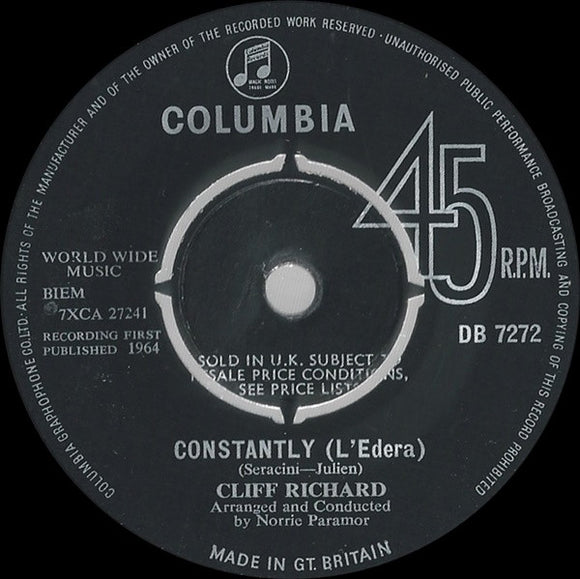 COLUMBIA GRAPHOPHONE CO. LTD. ALL RIGHTS OF THE MANUFACTURER AND OF THE OWNER OF THE RECORDED WORK RESERVED · UNAUTHORISED PUBLIC PERFORMANCE BROADCASTING AND COPYING OF THIS RECORD PROHIBITED
MAGIC NOTES
TRADE MARK
COLUMBIA
45
R.P.M.
WORLD WIDE
MUSIC
BIEM
7XCA 27241
RECORDING FIRST
PUBLISHED 1964
DB 7272
SOLD IN U.K. SUBJECT TO
RESALE PRICE CONDITIONS,
SEE PRICE LISTS
CONSTANTLY (L'Edera)
(Seracini—Julien)
CLIFF RICHARD
Arranged and Conducted
by Norrie Paramor
MADE IN GT. BRITAIN